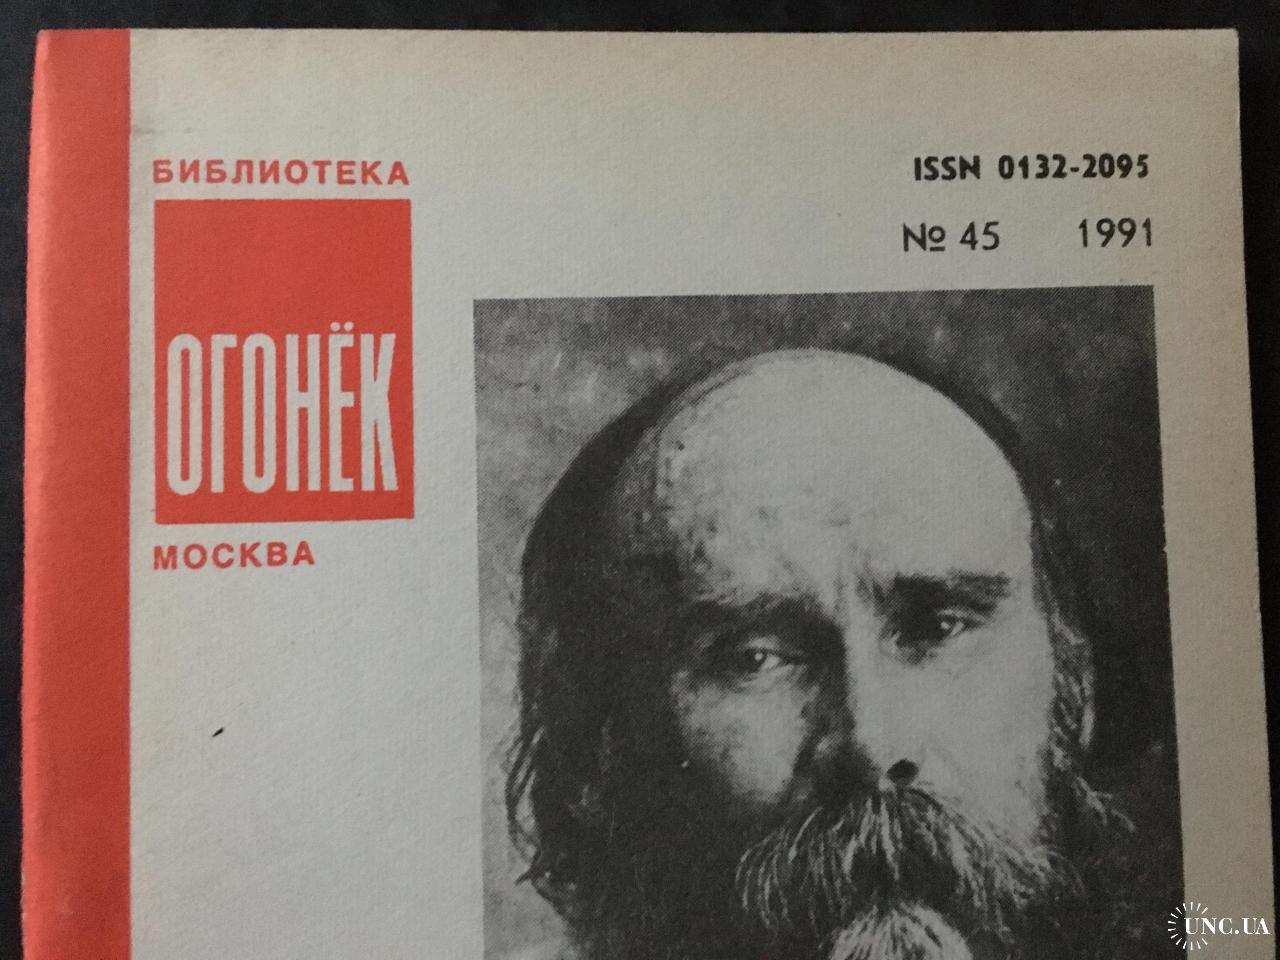 БИБЛИОТЕКА
ОГОНЁК
МОСКВА
ISSN 0132-2095
№ 45 1991
UNC.UA